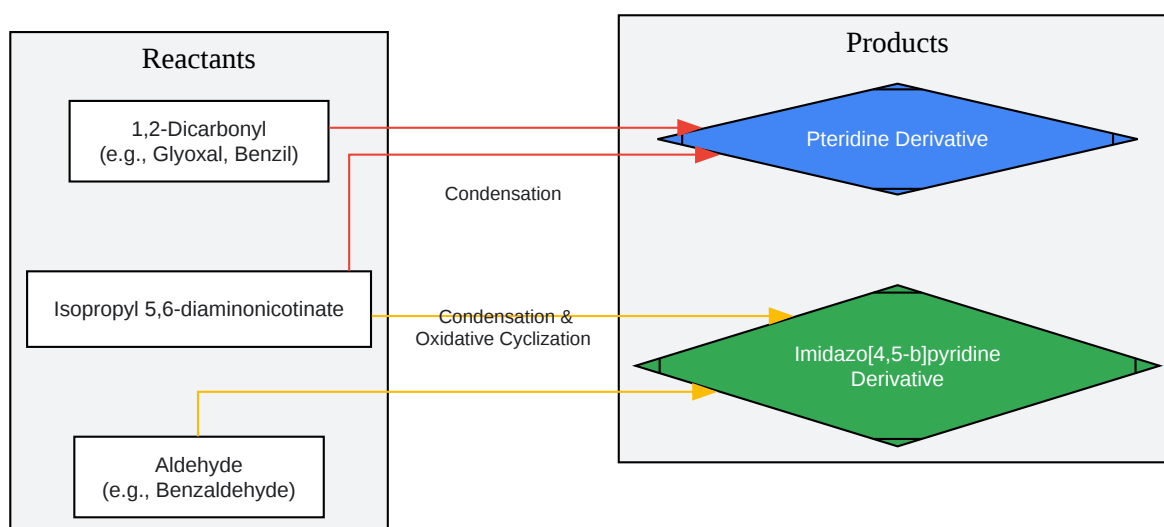 Reactants
1,2-Dicarbonyl
(e.g., Glyoxal, Benzil)
Isopropyl 5,6-diaminonicotinate
Aldehyde
(e.g., Benzaldehyde)
Condensation
Condensation &
Oxidative Cyclization
Products
Pteridine Derivative
Imidazo[4,5-b]pyridine
Derivative